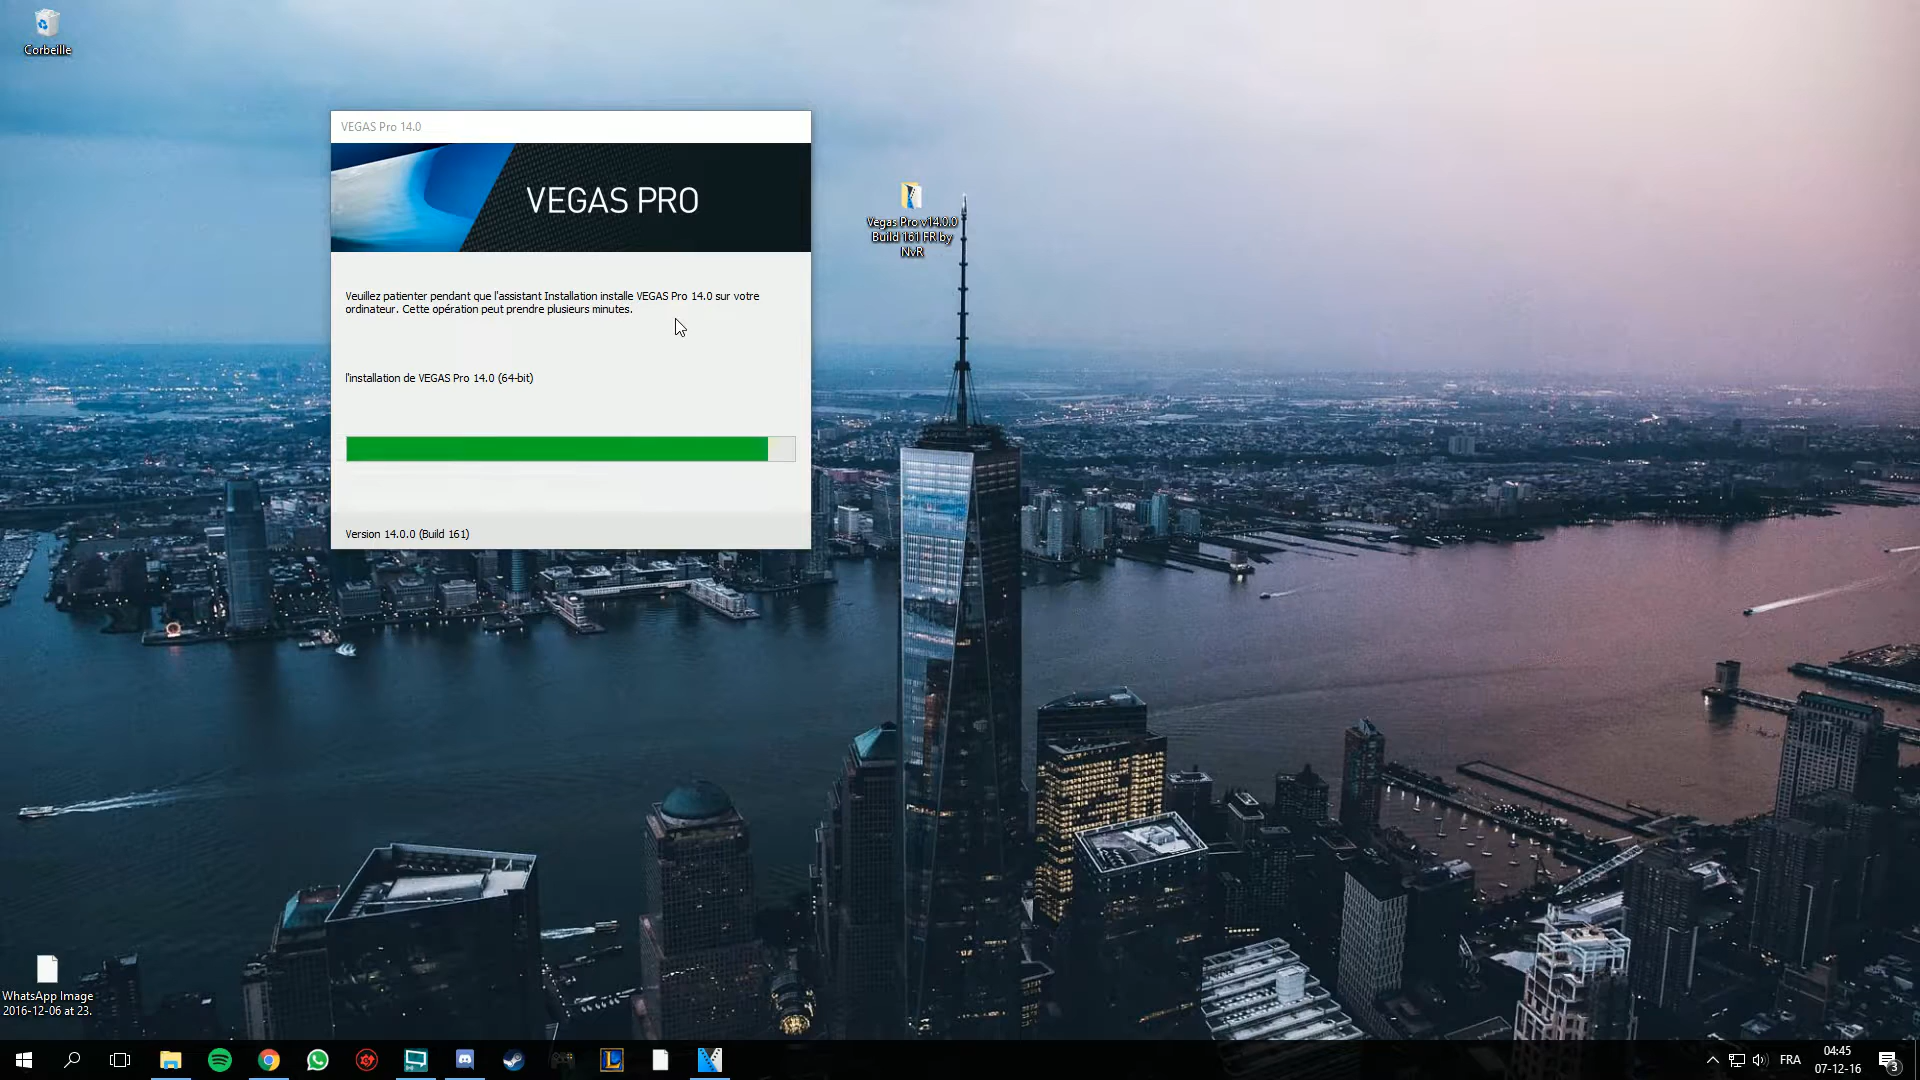 Corbeille
VEGAS Pro 14.0
VEGAS PRO
Veuillez patienter pendant que l'assistant Installation installe VEGAS Pro 14.0 sur votre
ordinateur. Cette opération peut prendre plusieurs minutes.
l'installation de VEGAS Pro 14.0 (64-bit)
Version 14.0.0 (Build 161)
Vegas Pro v14.0.0
Build 161 FR by
NvR
WhatsApp Image
2016-12-06 at 23.
FRA
04:45
07-12-16
3